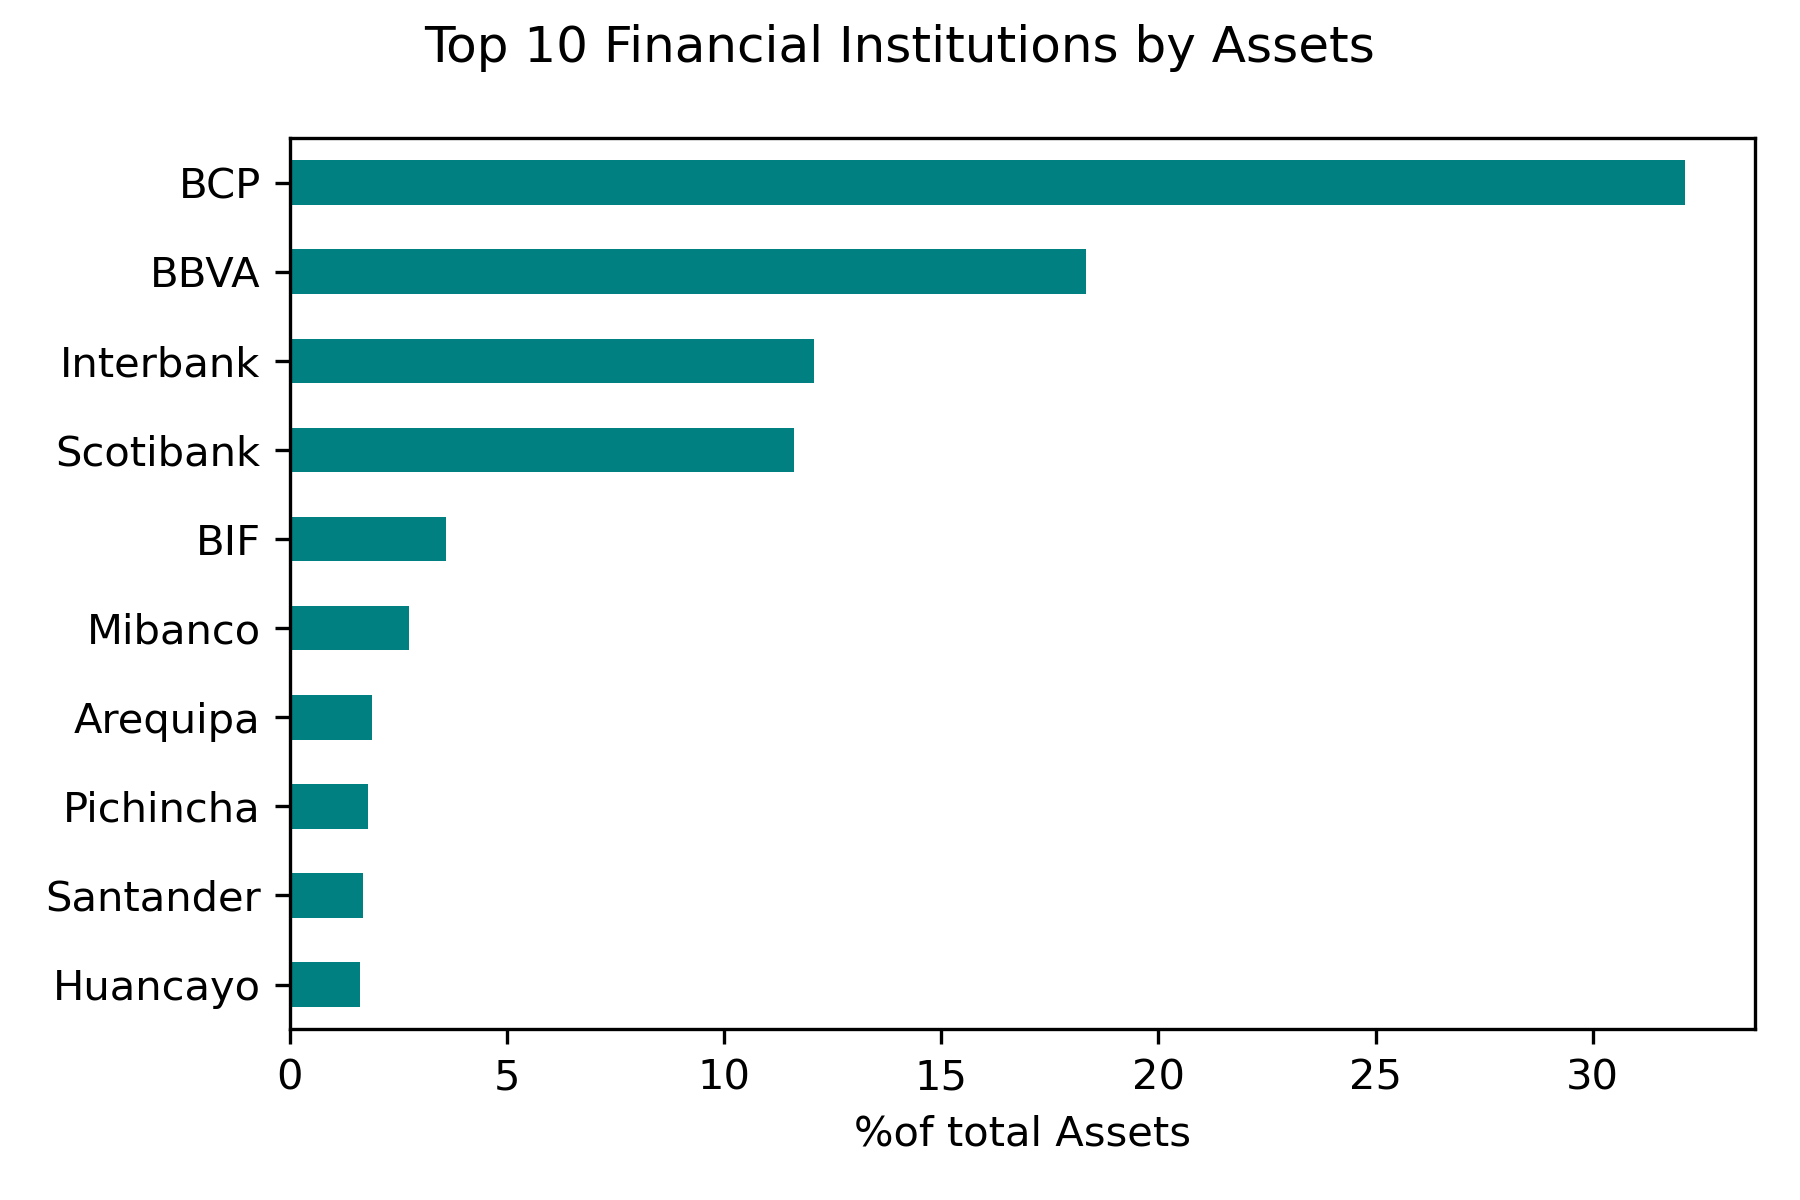 Top 10 Financial Institutions by Assets
BCP
BBVA
Interbank
Scotibank
BIF
Mibanco
Arequipa
Pichincha
Santander
Huancayo
0 5 10 15 20 25 30
%of total Assets